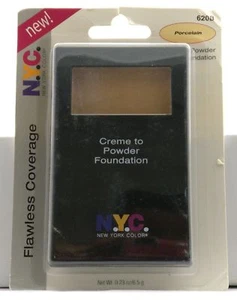 new!
620B
Porcelain
Powder
Foundation
N.Y.C.
Flawless Coverage
Creme to
Powder
Foundation
N.Y.C.
NEW YORK COLOR